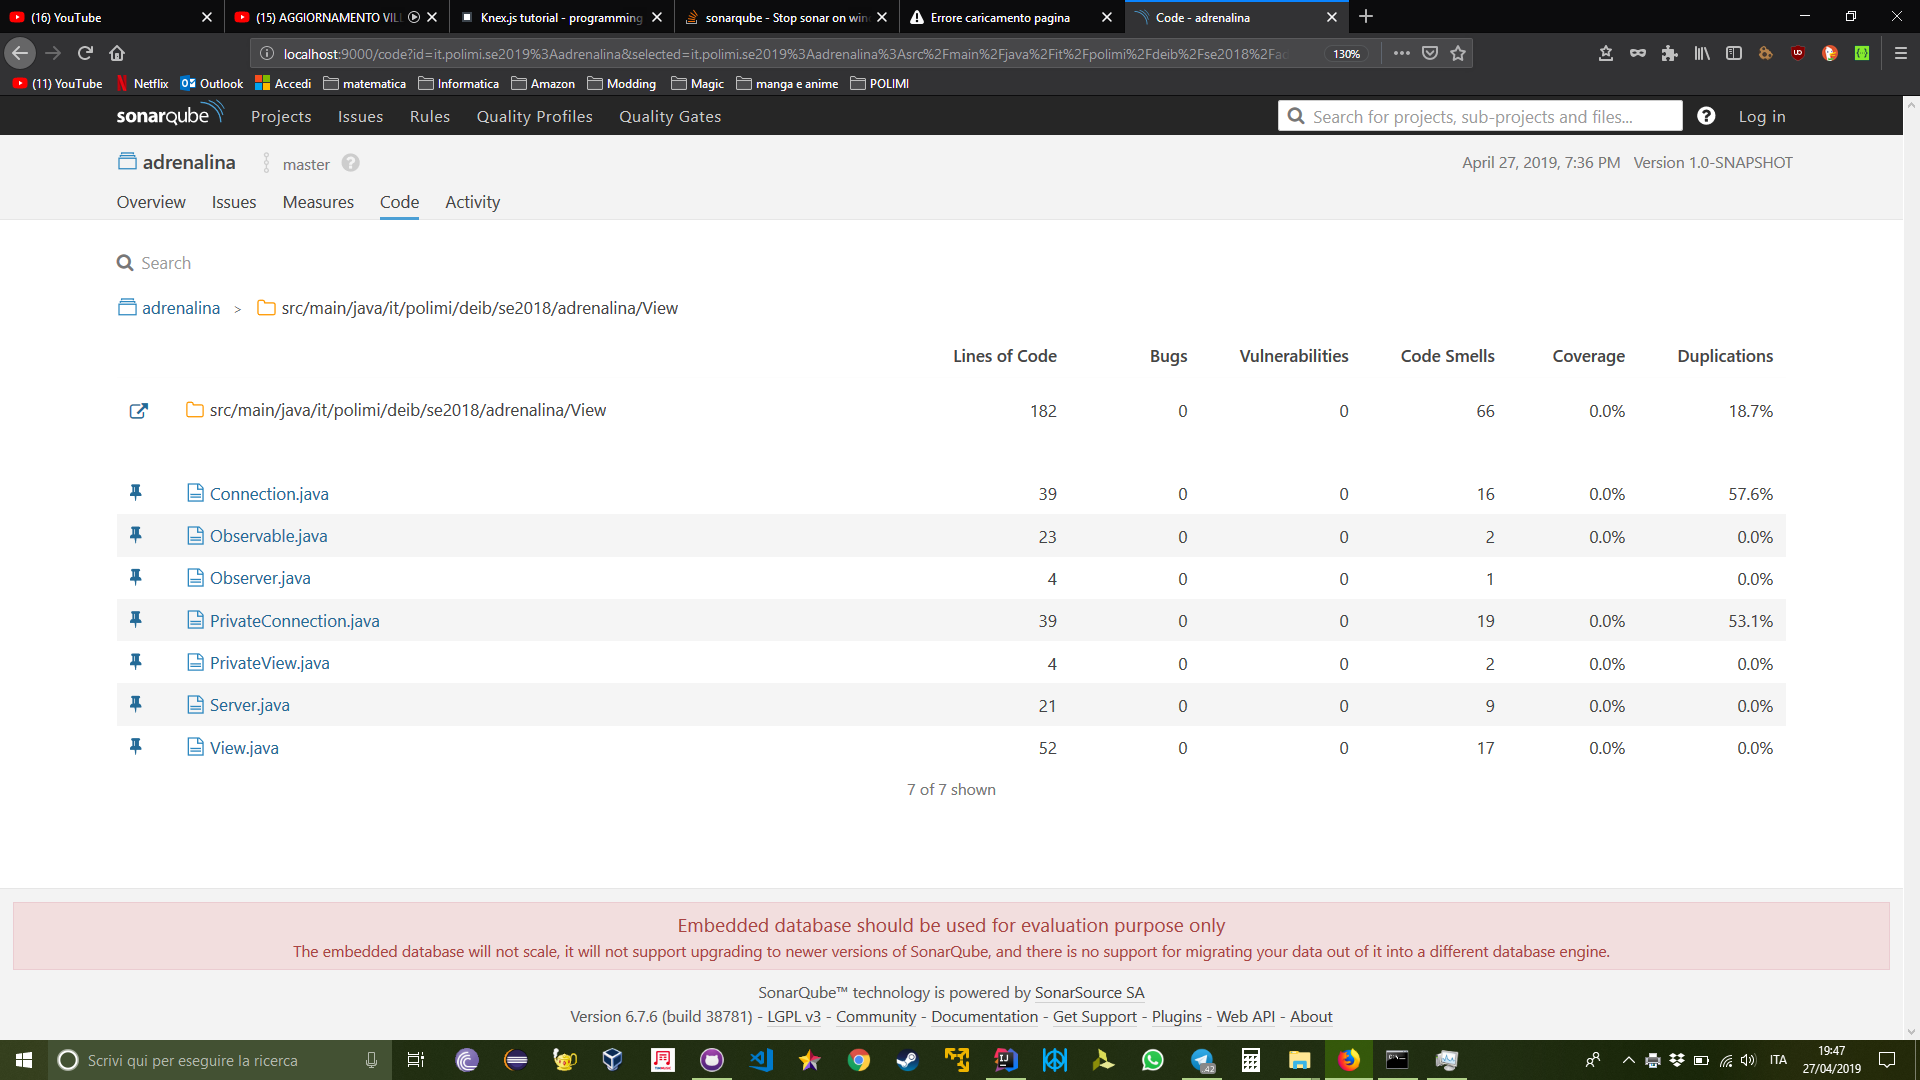 (16) YouTube
(15) AGGIORNAMENTO VILL
Knex.js tutorial - programming
sonarqube - Stop sonar on win
Errore caricamento pagina
Code - adrenalina
localhost:9000/code?id=it.polimi.se2019%3Aadrenalina&selected=it.polimi.se2019%3Aadrenalina%3Asrc%2Fmain%2Fjava%2Fit%2Fpolimi%2Fdeib%2Fse2018%2Fad
130%
(11) YouTube
Netflix
Outlook
Accedi
matematica
Informatica
Amazon
Modding
Magic
manga e anime
POLIMI
sonarqube
Projects
Issues
Rules
Quality Profiles
Quality Gates
Search for projects, sub-projects and files...
Log in
adrenalina
master
April 27, 2019, 7:36 PM Version 1.0-SNAPSHOT
Overview
Issues
Measures
Code
Activity
Search
adrenalina > src/main/java/it/polimi/deib/se2018/adrenalina/View
Lines of Code Bugs Vulnerabilities Code Smells Coverage Duplications
src/main/java/it/polimi/deib/se2018/adrenalina/View 182 0 0 66 0.0% 18.7%
Connection.java 39 0 0 16 0.0% 57.6%
Observable.java 23 0 0 2 0.0% 0.0%
Observer.java 4 0 0 1 0.0%
PrivateConnection.java 39 0 0 19 0.0% 53.1%
PrivateView.java 4 0 0 2 0.0% 0.0%
Server.java 21 0 0 9 0.0% 0.0%
View.java 52 0 0 17 0.0% 0.0%
7 of 7 shown
Embedded database should be used for evaluation purpose only
The embedded database will not scale, it will not support upgrading to newer versions of SonarQube, and there is no support for migrating your data out of it into a different database engine.
SonarQube™ technology is powered by SonarSource SA
Version 6.7.6 (build 38781) - LGPL v3 - Community - Documentation - Get Support - Plugins - Web API - About
Scrivi qui per eseguire la ricerca
42
ITA
19:47
27/04/2019